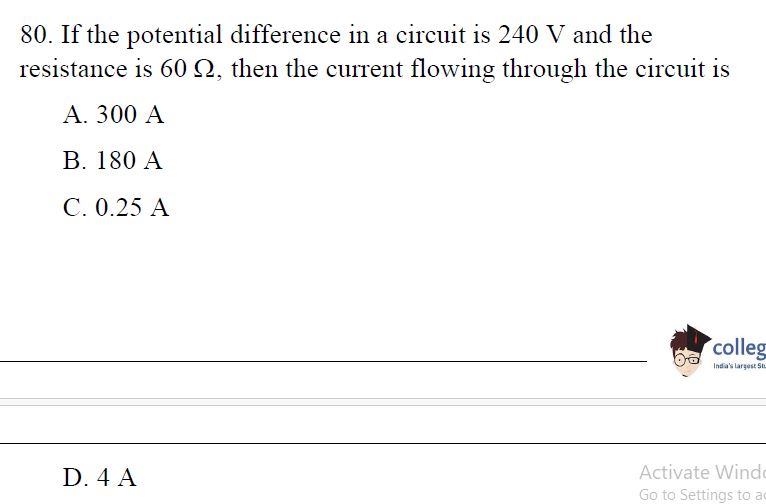 80. If the potential difference in a circuit is 240 V and the
resistance is 60 Ω, then the current flowing through the circuit is
A. 300 A
B. 180 A
C. 0.25 A
colleg
India's largest Stu
D. 4 A
Activate Windo
Go to Settings to ac